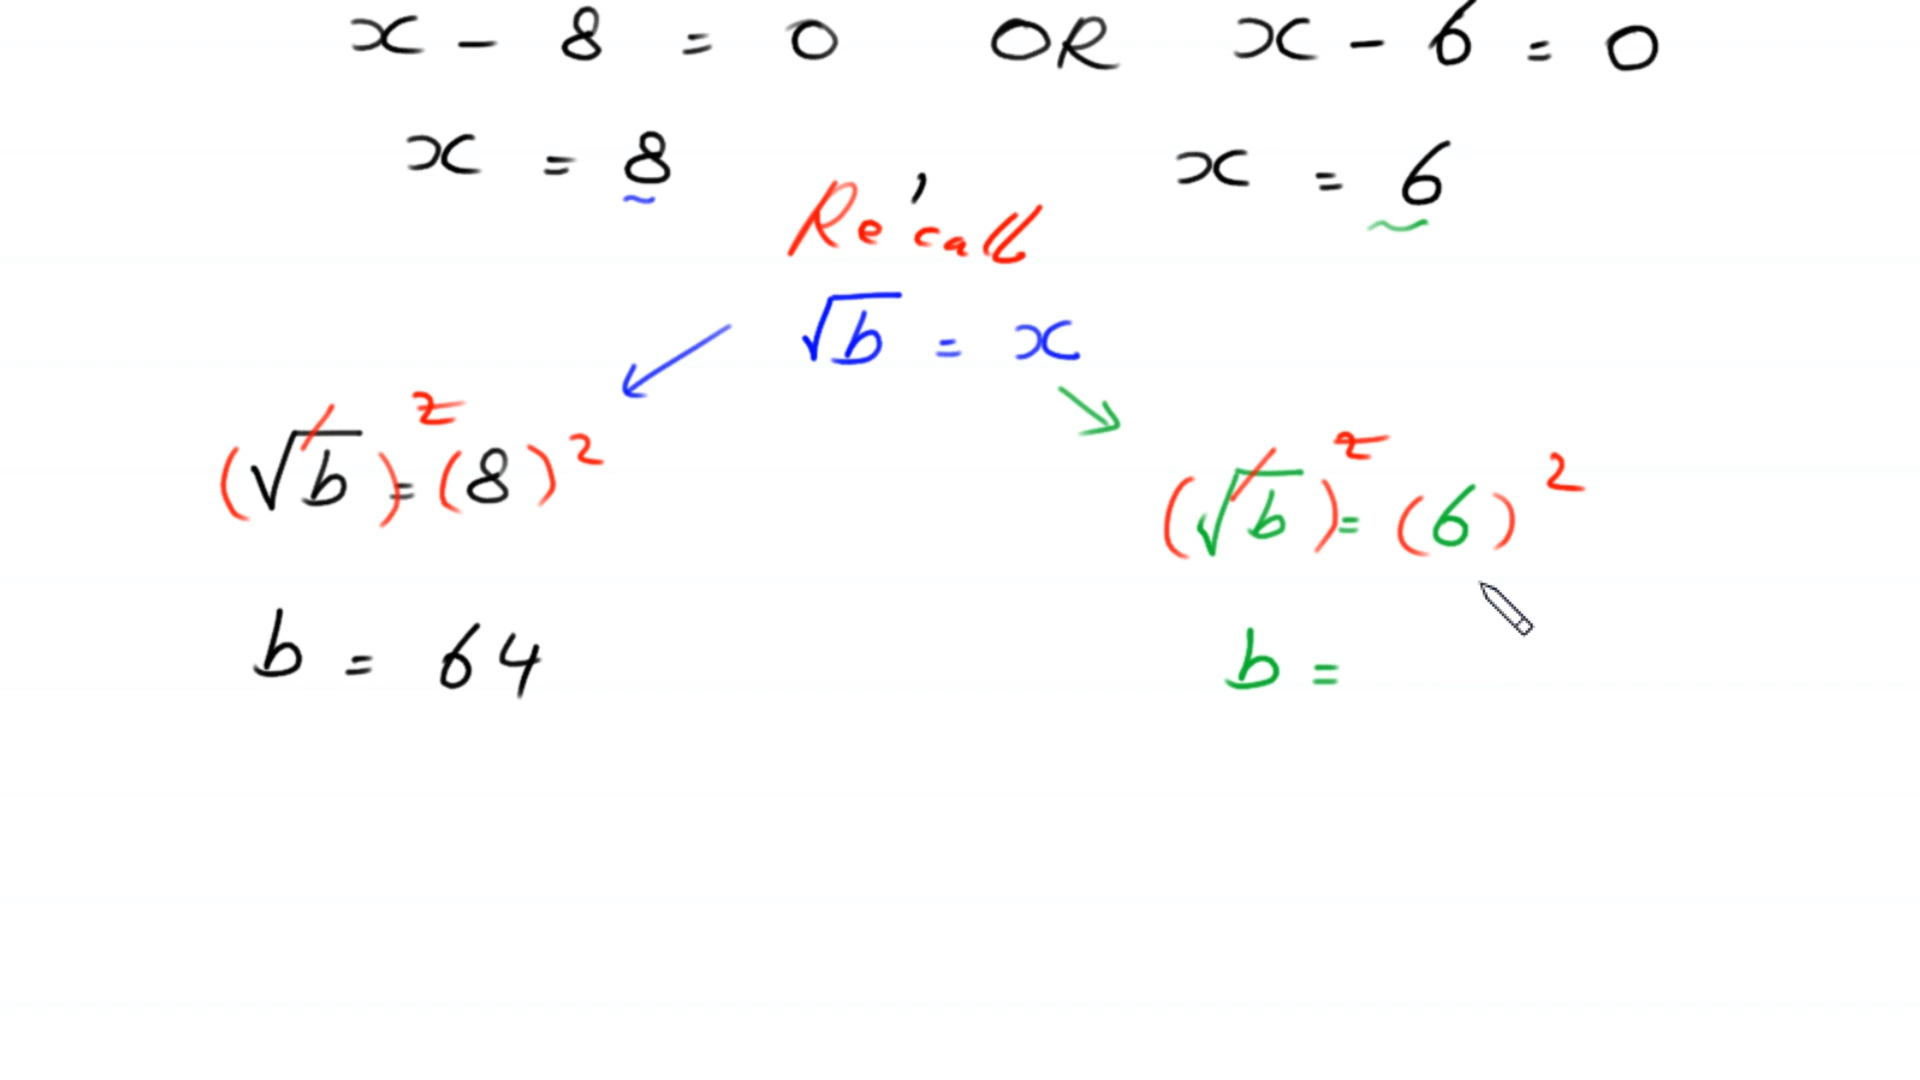 x - 8 = 0 OR x - 6 = 0
x = 8 x = 6
Recall
√b = x
(√b)² = (8)² (√b)² = (6)²
b = 64 b =